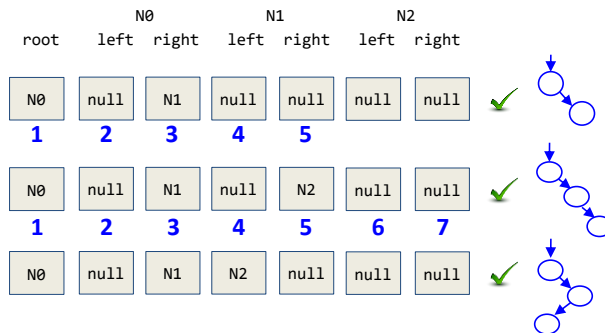 N0 N1 N2
root left right left right left right
N0 null N1 null null null null
1 2 3 4 5
N0 null N1 null N2 null null
1 2 3 4 5 6 7
N0 null N1 N2 null null null